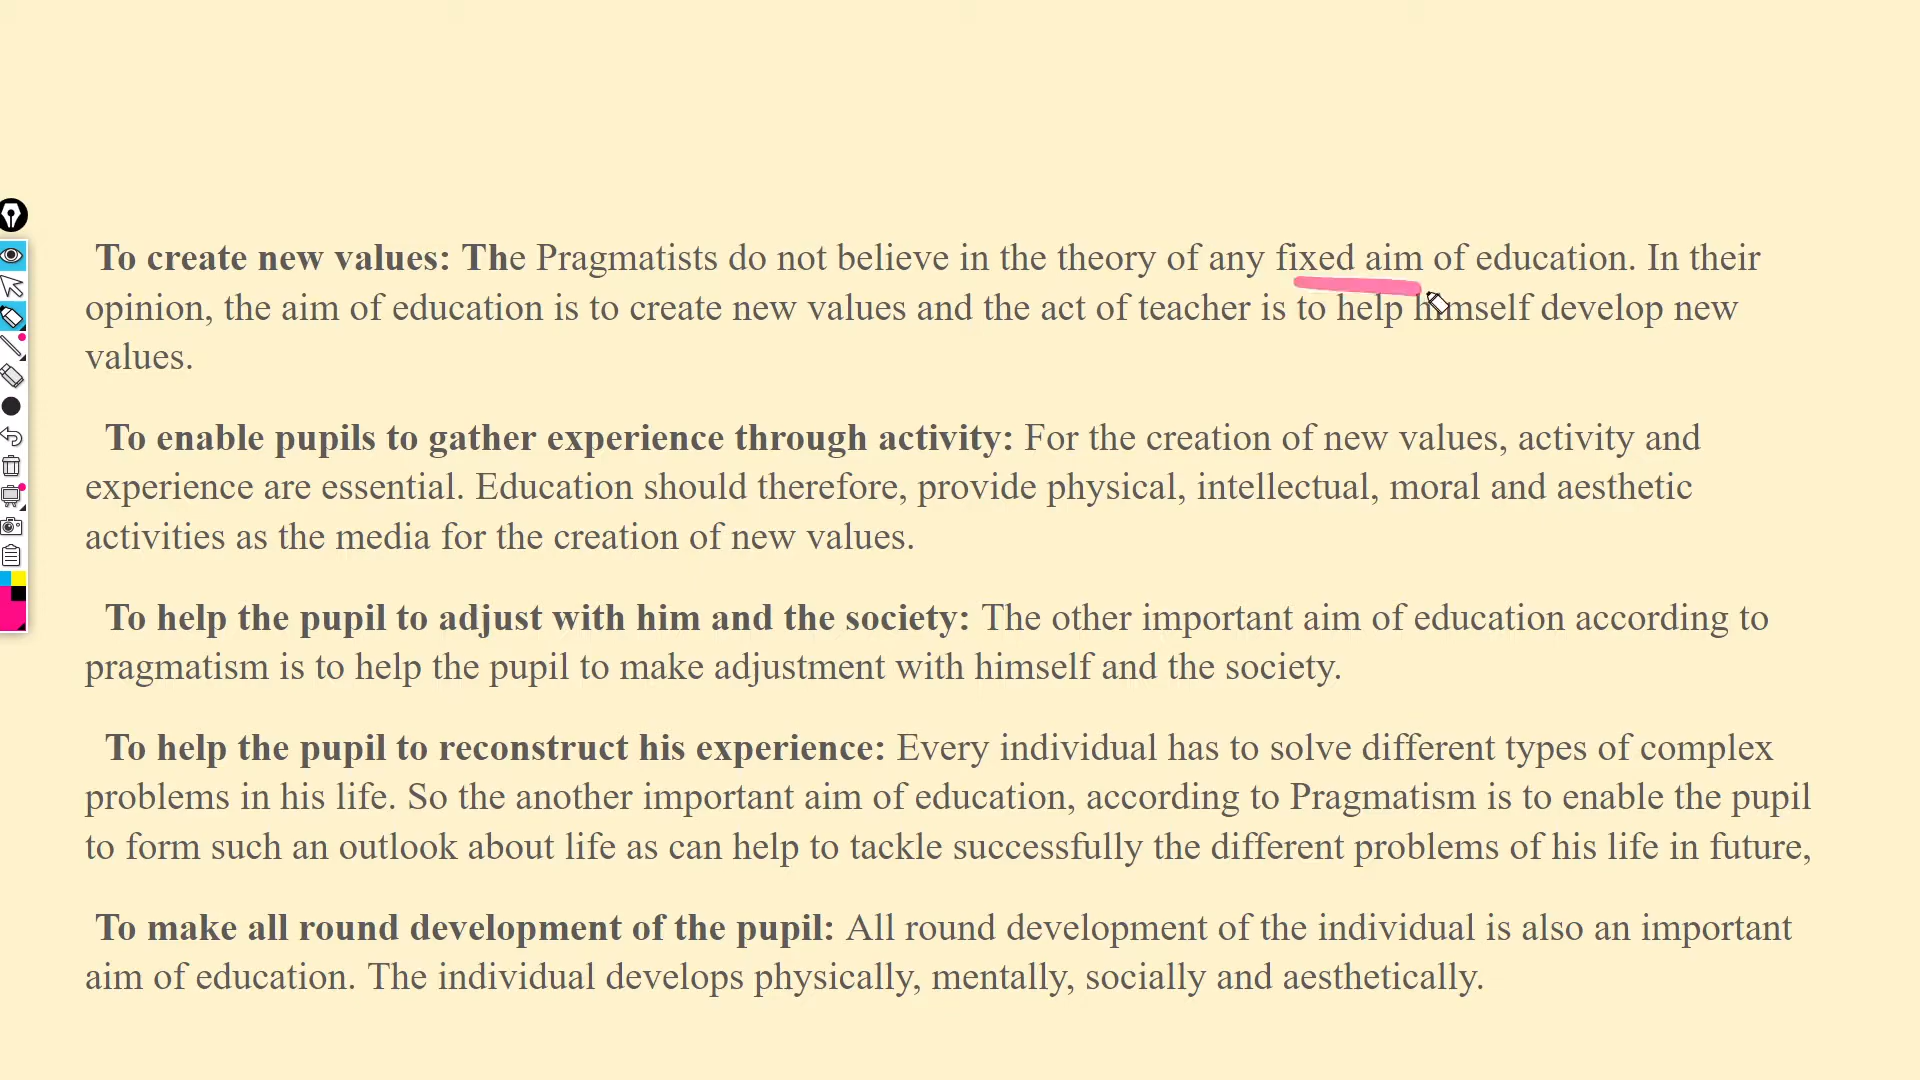 To create new values: The Pragmatists do not believe in the theory of any fixed aim of education. In their
opinion, the aim of education is to create new values and the act of teacher is to help himself develop new
values.
To enable pupils to gather experience through activity: For the creation of new values, activity and
experience are essential. Education should therefore, provide physical, intellectual, moral and aesthetic
activities as the media for the creation of new values.
To help the pupil to adjust with him and the society: The other important aim of education according to
pragmatism is to help the pupil to make adjustment with himself and the society.
To help the pupil to reconstruct his experience: Every individual has to solve different types of complex
problems in his life. So the another important aim of education, according to Pragmatism is to enable the pupil
to form such an outlook about life as can help to tackle successfully the different problems of his life in future,
To make all round development of the pupil: All round development of the individual is also an important
aim of education. The individual develops physically, mentally, socially and aesthetically.